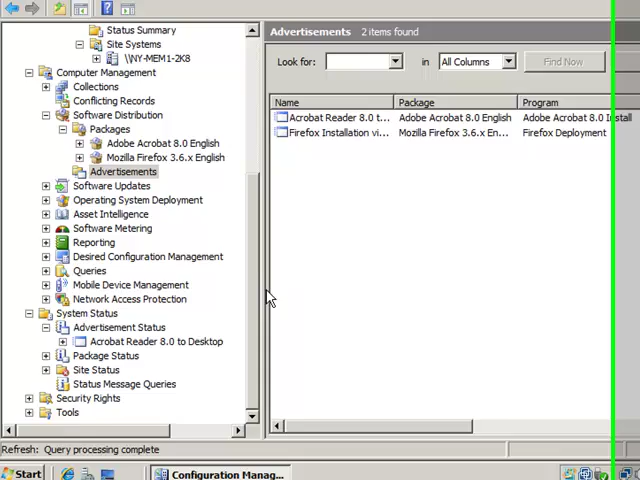 Status Summary
Site Systems
\\NY-MEM1-2K8
Computer Management
Collections
Conflicting Records
Software Distribution
Packages
Adobe Acrobat 8.0 English
Mozilla Firefox 3.6.x English
Advertisements
Software Updates
Operating System Deployment
Asset Intelligence
Software Metering
Reporting
Desired Configuration Management
Queries
Mobile Device Management
Network Access Protection
System Status
Advertisement Status
Acrobat Reader 8.0 to Desktop
Package Status
Site Status
Status Message Queries
Security Rights
Tools
Advertisements 2 items found
Look for: in All Columns Find Now
Name Package Program
Acrobat Reader 8.0 t... Adobe Acrobat 8.0 English Adobe Acrobat 8.0 Install
Firefox Installation vi... Mozilla Firefox 3.6.x En... Firefox Deployment
Refresh: Query processing complete
Start Configuration Manag...